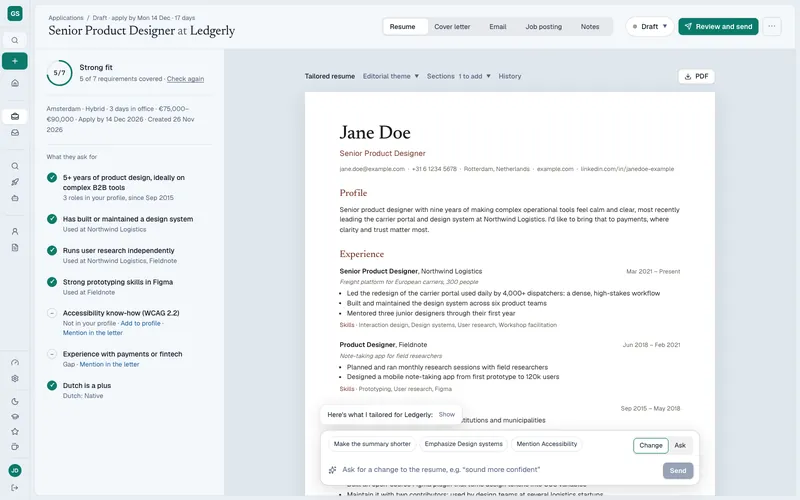 GS
Applications / Draft · apply by Mon 14 Dec · 17 days
Senior Product Designer at Ledgerly
Resume
Cover letter
Email
Job posting
Notes
Draft
Review and send
5/7
Strong fit
5 of 7 requirements covered · Check again
Amsterdam · Hybrid · 3 days in office · €75,000–
€90,000 · Apply by 14 Dec 2026 · Created 26 Nov
2026
What they ask for
5+ years of product design, ideally on
complex B2B tools
3 roles in your profile, since Sep 2015
Has built or maintained a design system
Used at Northwind Logistics
Runs user research independently
Used at Northwind Logistics, Fieldnote
Strong prototyping skills in Figma
Used at Fieldnote
Accessibility know-how (WCAG 2.2)
Not in your profile · Add to profile ·
Mention in the letter
Experience with payments or fintech
Gap · Mention in the letter
Dutch is a plus
Dutch: Native
JD
Tailored resume
Editorial theme
Sections 1 to add
History
PDF
Jane Doe
Senior Product Designer
jane.doe@example.com · +31 6 1234 5678 · Rotterdam, Netherlands · example.com · linkedin.com/in/janedoe-example
Profile
Senior product designer with nine years of making complex operational tools feel calm and clear, most recently
leading the carrier portal and design system at Northwind Logistics. I'd like to bring that to payments, where
clarity and trust matter most.
Experience
Senior Product Designer, Northwind Logistics
Mar 2021 – Present
Freight platform for European carriers, 300 people
• Led the redesign of the carrier portal used daily by 4,000+ dispatchers: a dense, high-stakes workflow
• Built and maintained the design system across six product teams
• Mentored three junior designers through their first year
Skills · Interaction design, Design systems, User research, Workshop facilitation
Product Designer, Fieldnote
Jun 2018 – Feb 2021
Note-taking app for field researchers
• Planned and ran monthly research sessions with field researchers
• Designed a mobile note-taking app from first prototype to 120k users
Skills · Prototyping, User research, Figma
Sep 2015 – May 2018
Here's what I tailored for Ledgerly: Show
and municipalities
Make the summary shorter
Emphasize Design systems
Mention Accessibility
Change
Ask
Ask for a change to the resume, e.g. "sound more confident"
Send
• Maintain it with two contributors; used by design teams at several logistics startups